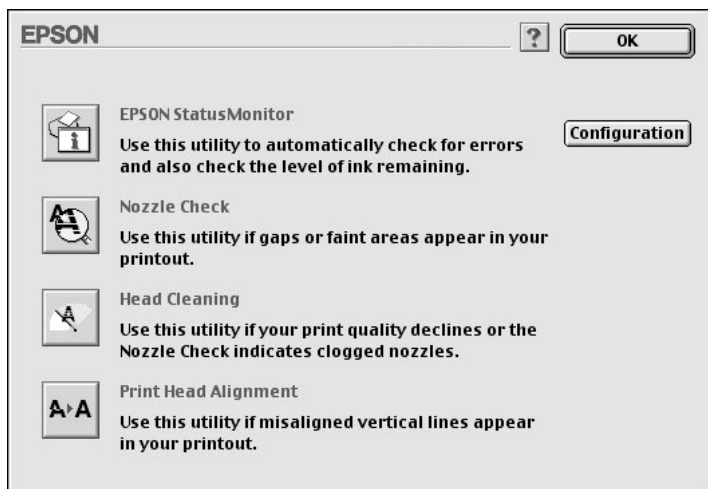 EPSON
?
OK
EPSON StatusMonitor
Use this utility to automatically check for errors
and also check the level of ink remaining.
Configuration
Nozzle Check
Use this utility if gaps or faint areas appear in your
printout.
Head Cleaning
Use this utility if your print quality declines or the
Nozzle Check indicates clogged nozzles.
A▸A
Print Head Alignment
Use this utility if misaligned vertical lines appear
in your printout.